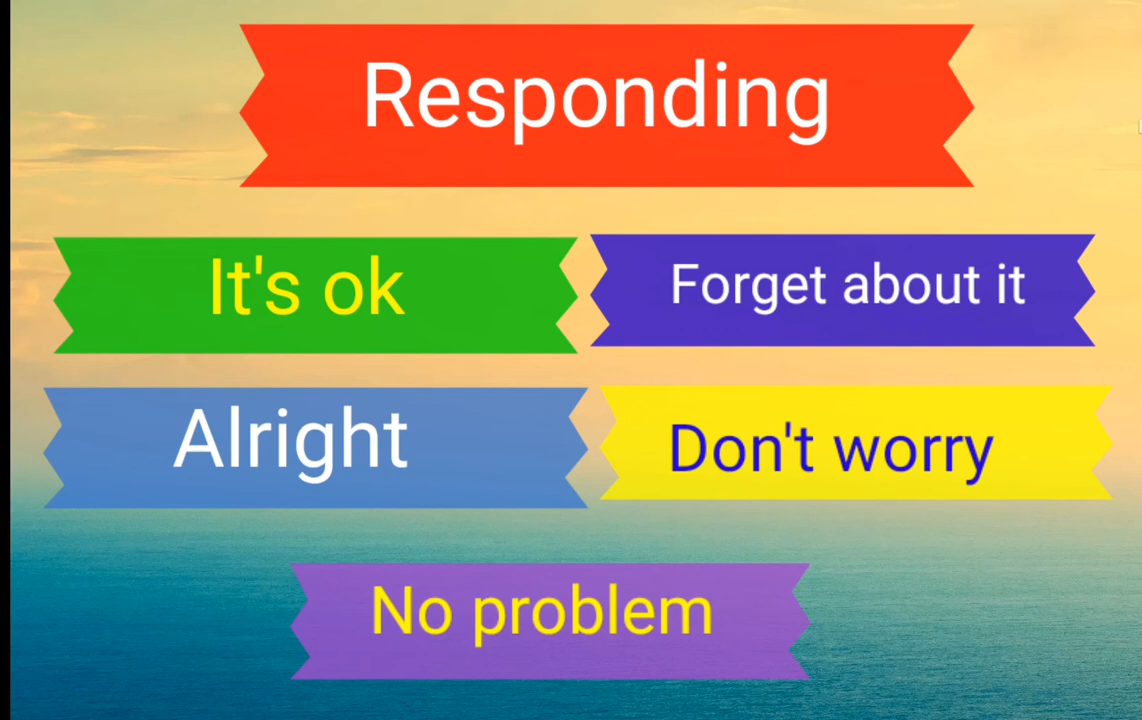 Responding
It's ok
Forget about it
Alright
Don't worry
No problem